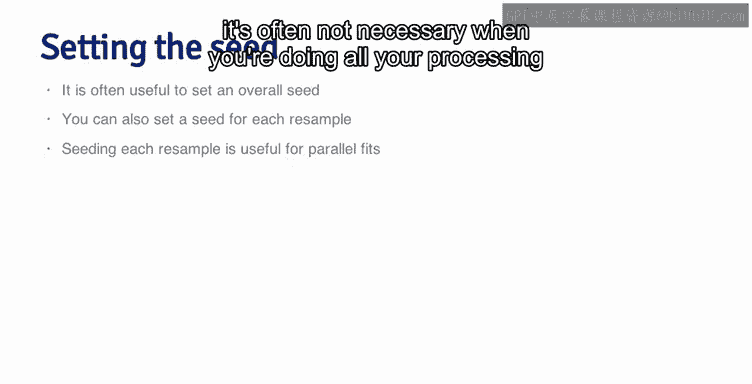 it's often not necessary when
you're doing all your processing
Setting the seed
· It is often useful to set an overall seed
· You can also set a seed for each resample
· Seeding each resample is useful for parallel fits